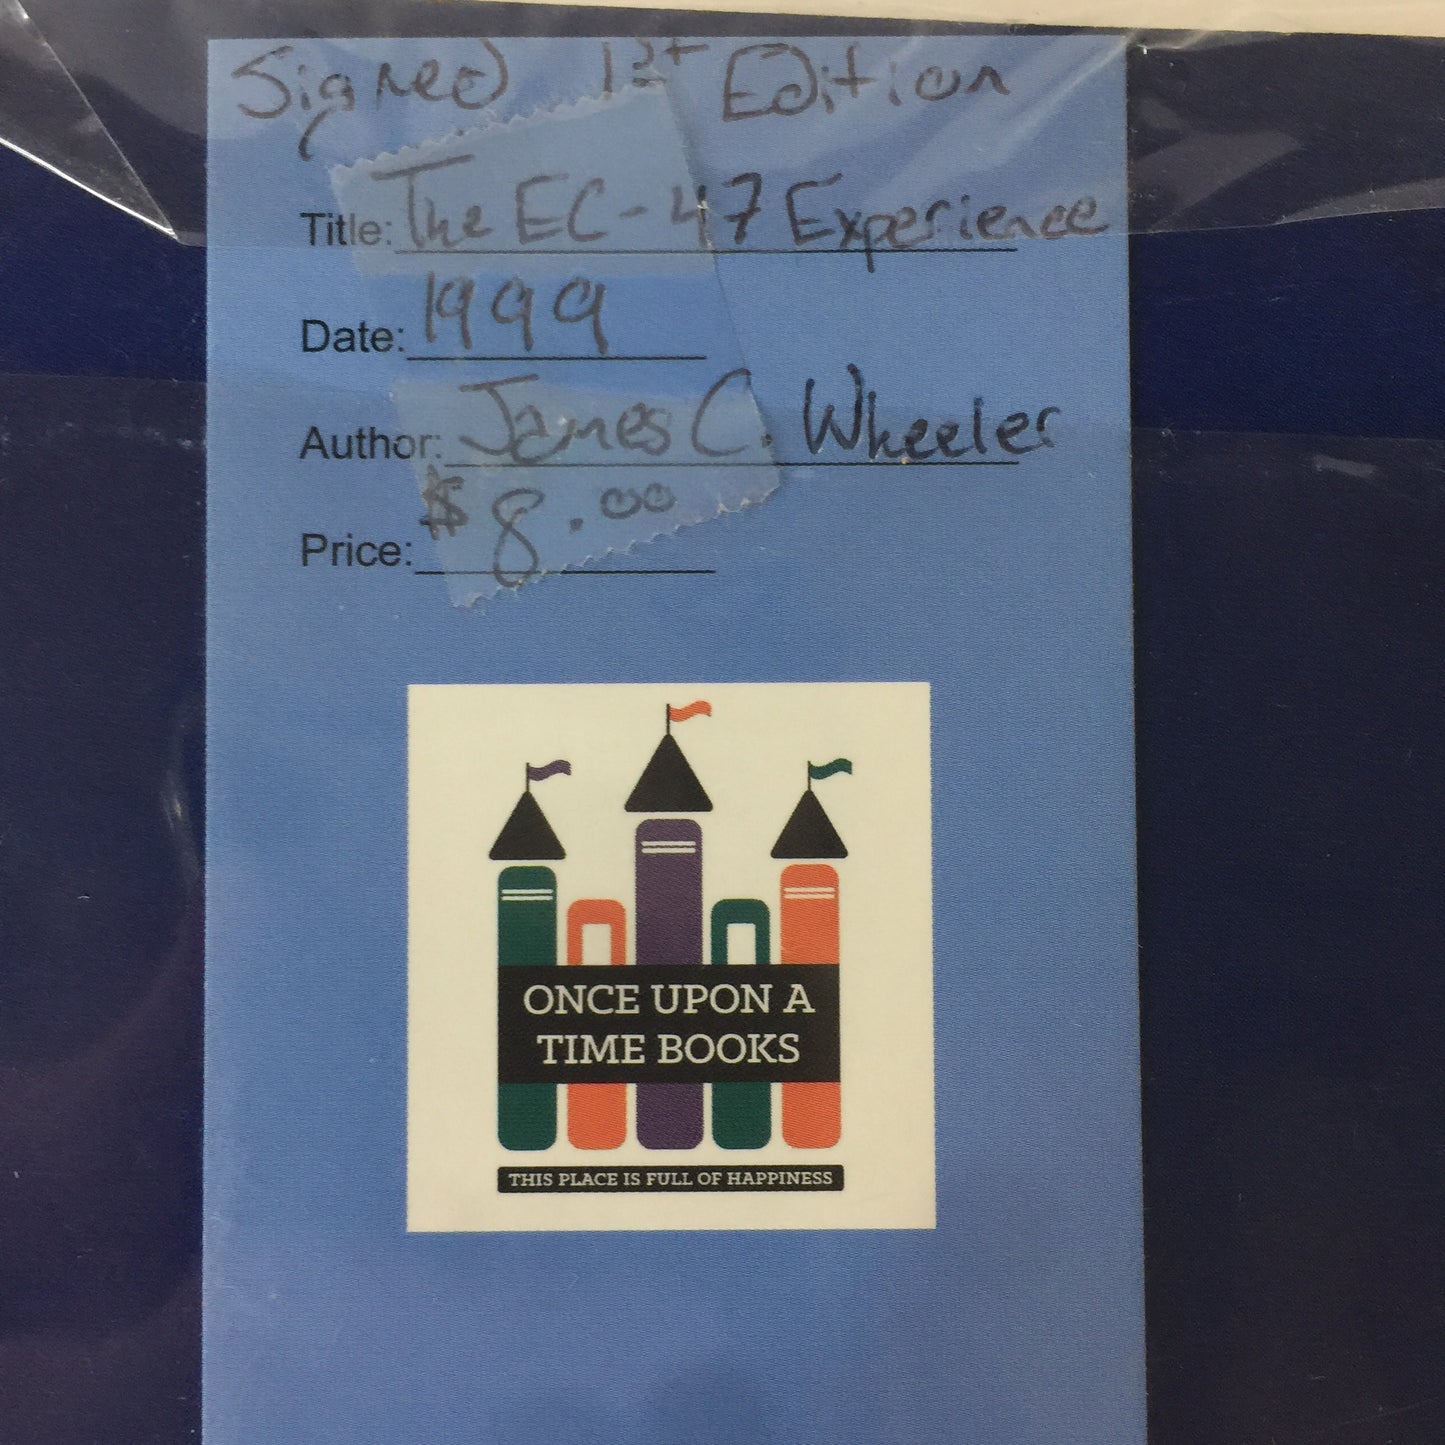 Signed 1st Edition
Title: The EC-47 Experience
Date: 1999
Author: James C. Wheeler
Price: $8.00
ONCE UPON A
TIME BOOKS
THIS PLACE IS FULL OF HAPPINESS